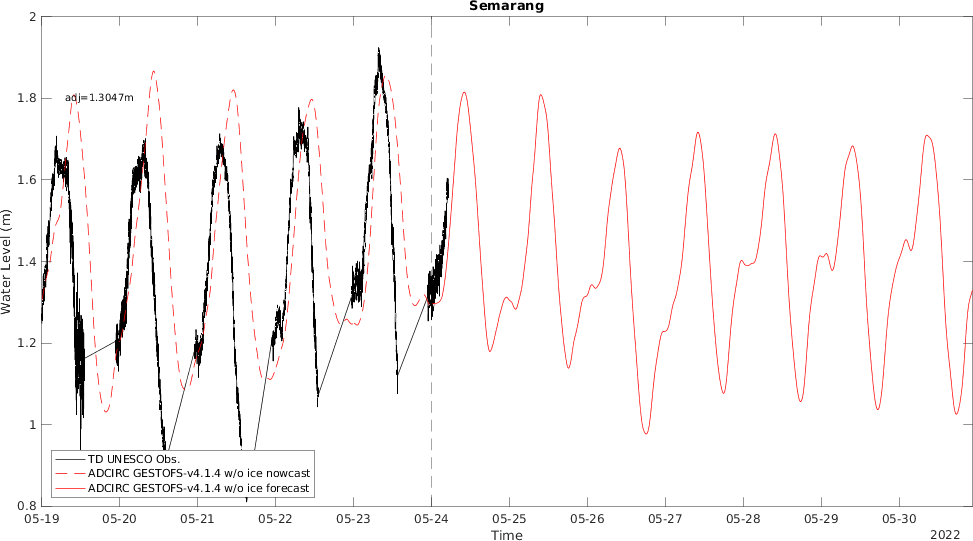 Semarang
2
1.8
1.6
1.4
1.2
1
0.8
Water Level (m)
adj=1.3047m
TD UNESCO Obs.
ADCIRC GESTOFS-v4.1.4 w/o ice nowcast
ADCIRC GESTOFS-v4.1.4 w/o ice forecast
05-19 05-20 05-21 05-22 05-23 05-24 05-25 05-26 05-27 05-28 05-29 05-30
Time
2022